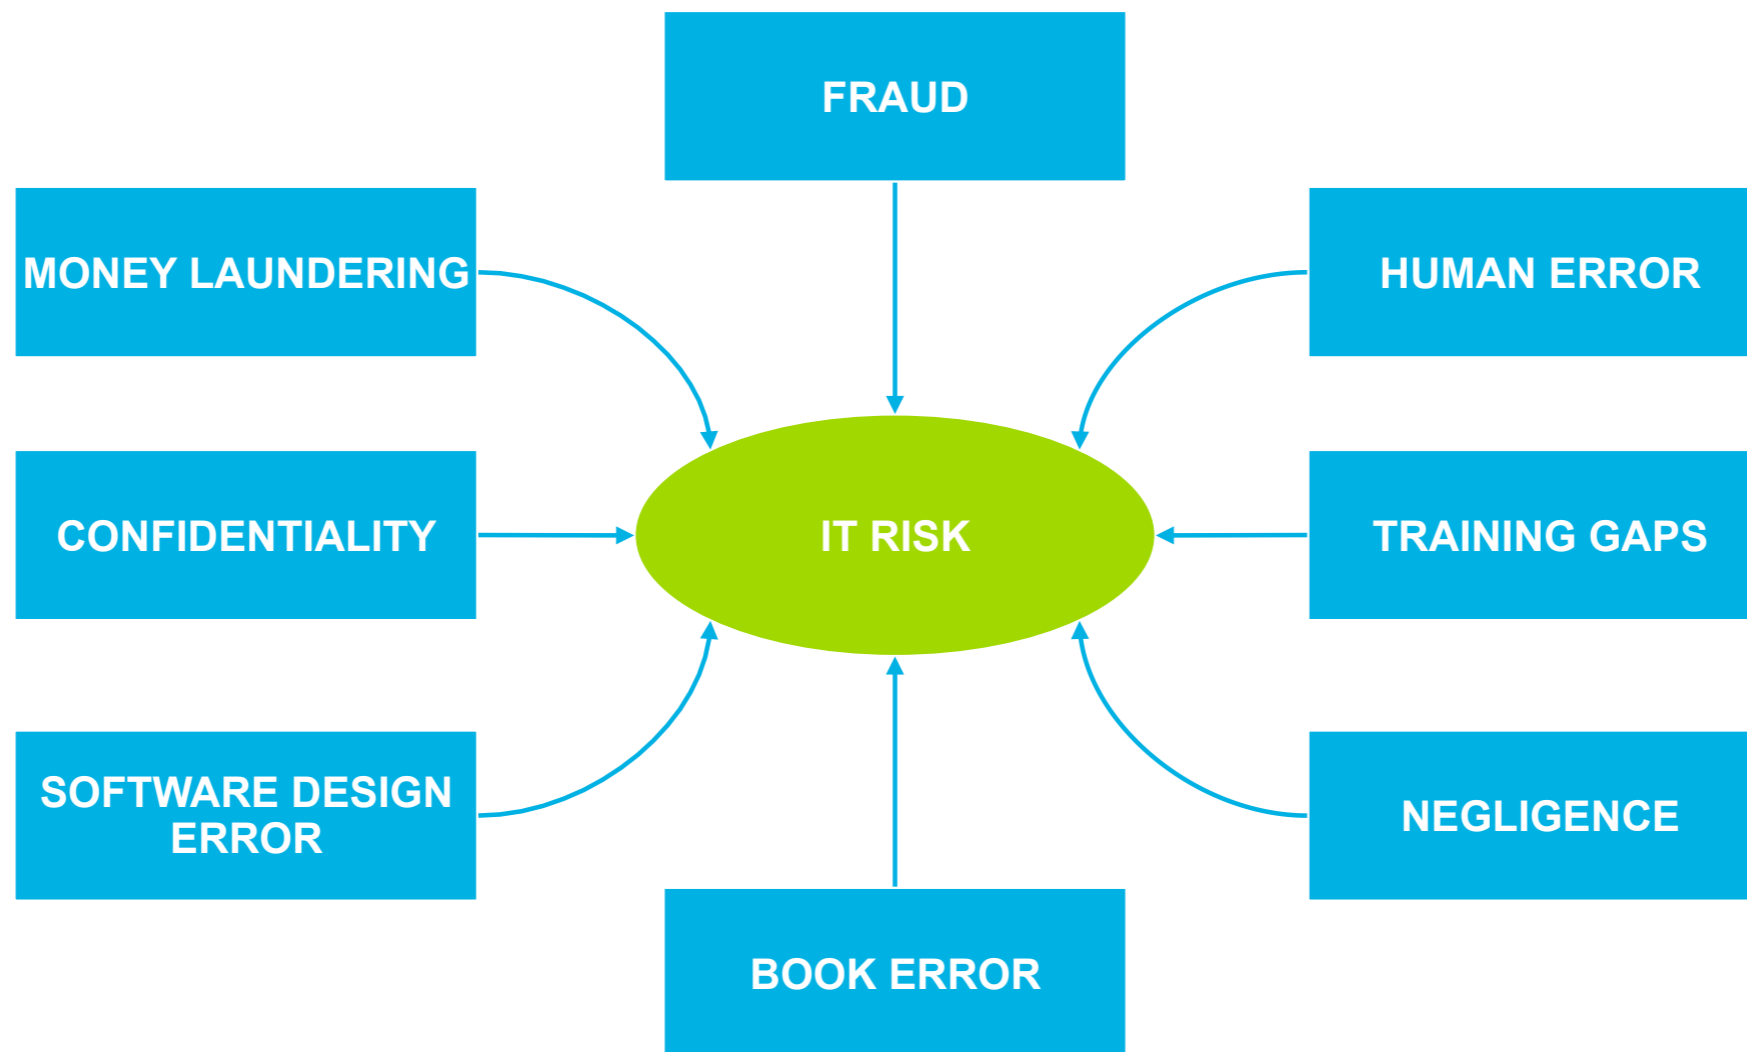 FRAUD
MONEY LAUNDERING
HUMAN ERROR
CONFIDENTIALITY
IT RISK
TRAINING GAPS
SOFTWARE DESIGN
ERROR
NEGLIGENCE
BOOK ERROR